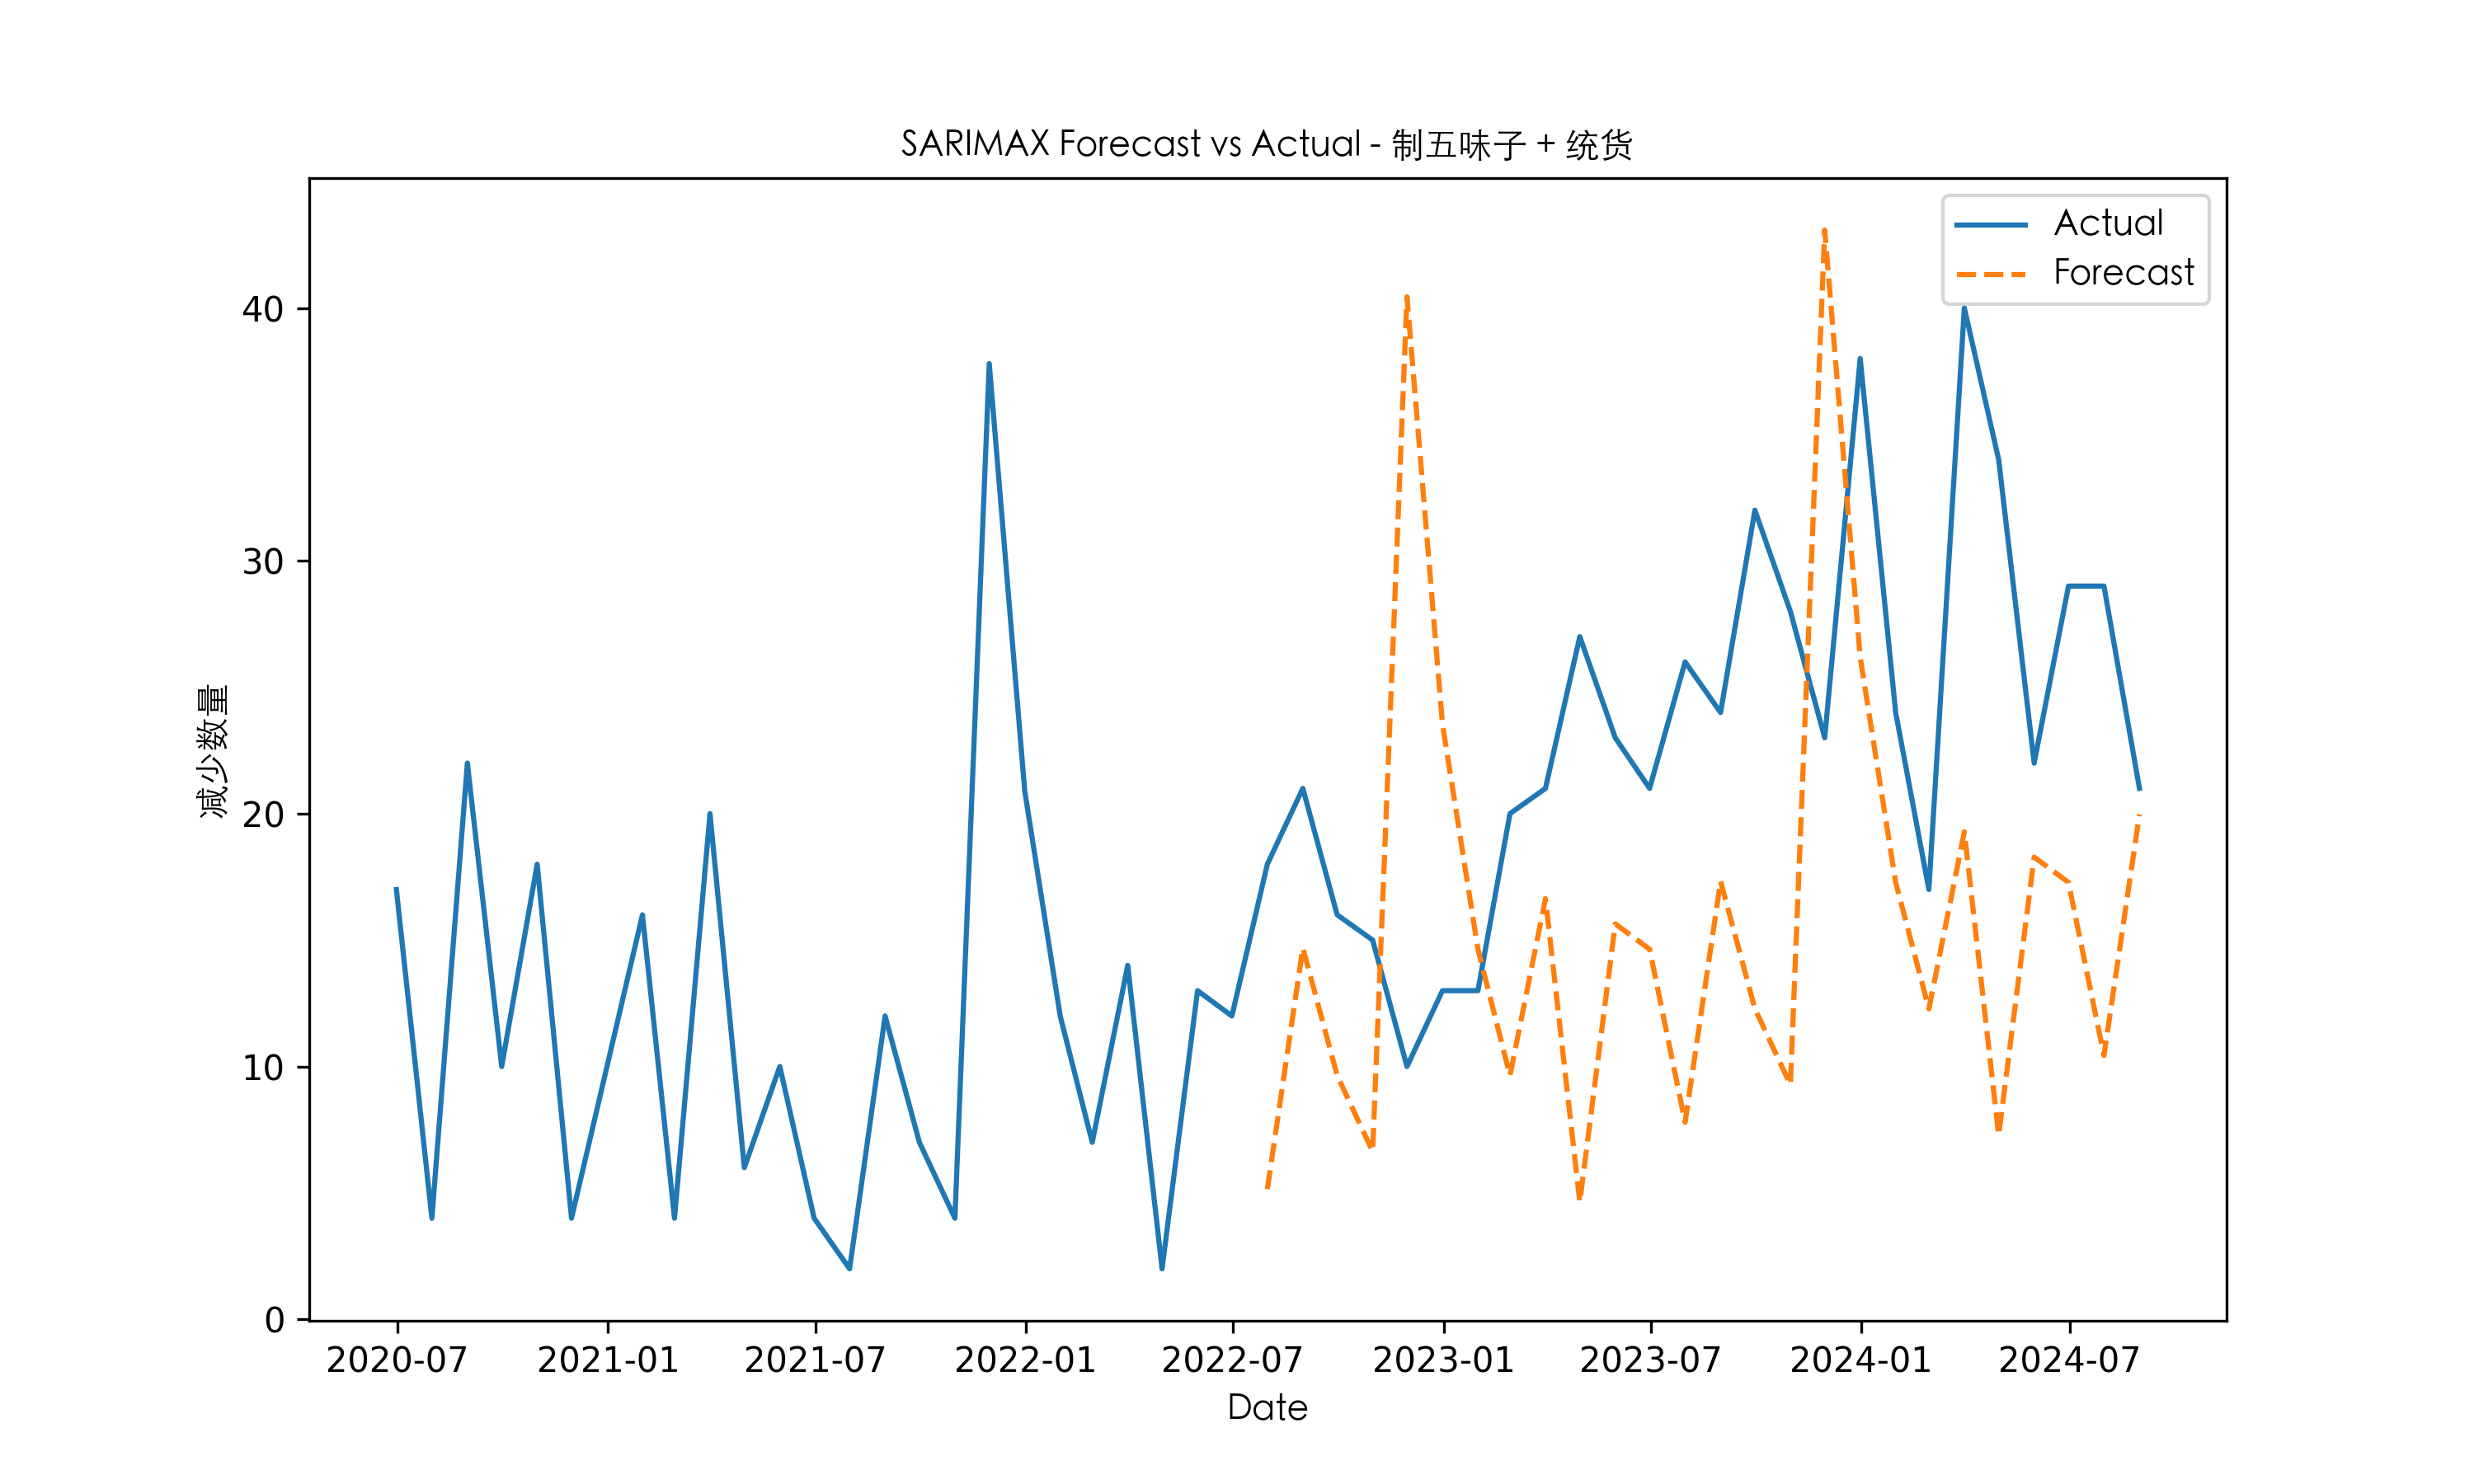 SARIMAX Forecast vs Actual - 制五味子 + 统货
Actual
Forecast
40
30
20
10
0
减少数量
2020-07 2021-01 2021-07 2022-01 2022-07 2023-01 2023-07 2024-01 2024-07
Date